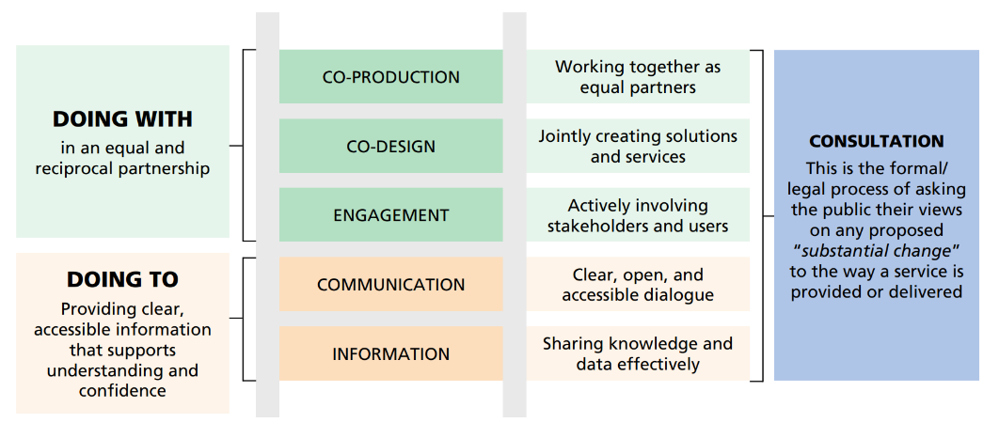 DOING WITH
in an equal and
reciprocal partnership
DOING TO
Providing clear,
accessible information
that supports
understanding and
confidence
CO-PRODUCTION
CO-DESIGN
ENGAGEMENT
COMMUNICATION
INFORMATION
Working together as
equal partners
Jointly creating solutions
and services
Actively involving
stakeholders and users
Clear, open, and
accessible dialogue
Sharing knowledge and
data effectively
CONSULTATION
This is the formal/
legal process of asking
the public their views
on any proposed
“substantial change”
to the way a service is
provided or delivered